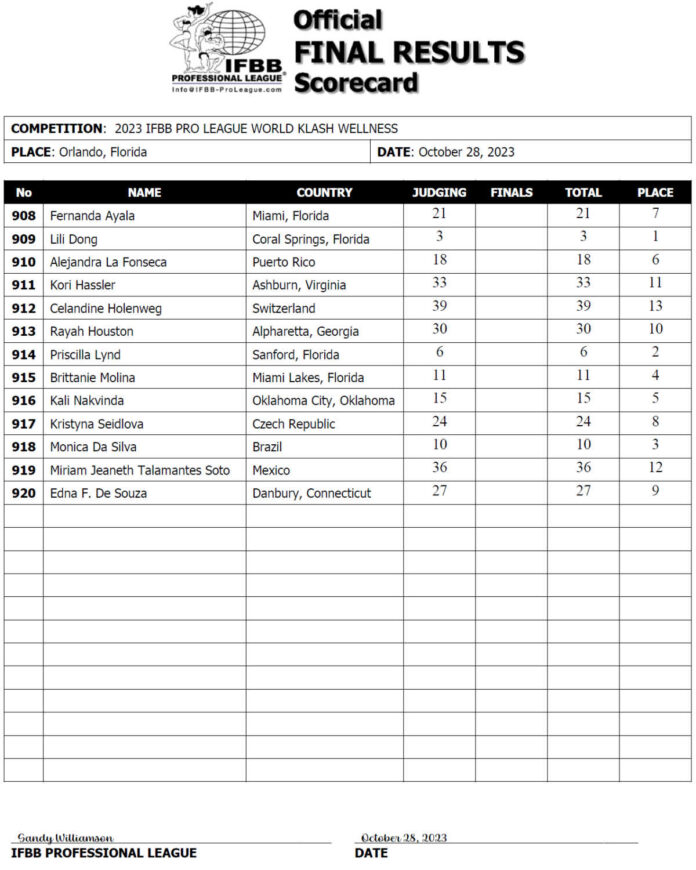 Official
FINAL RESULTS
Scorecard
IFBB
PROFESSIONAL LEAGUE®
Info@IFBB-ProLeague.com
COMPETITION: 2023 IFBB PRO LEAGUE WORLD KLASH WELLNESS
PLACE: Orlando, Florida DATE: October 28, 2023
No NAME COUNTRY JUDGING FINALS TOTAL PLACE
908 Fernanda Ayala Miami, Florida 21 21 7
909 Lili Dong Coral Springs, Florida 3 3 1
910 Alejandra La Fonseca Puerto Rico 18 18 6
911 Kori Hassler Ashburn, Virginia 33 33 11
912 Celandine Holenweg Switzerland 39 39 13
913 Rayah Houston Alpharetta, Georgia 30 30 10
914 Priscilla Lynd Sanford, Florida 6 6 2
915 Brittanie Molina Miami Lakes, Florida 11 11 4
916 Kali Nakvinda Oklahoma City, Oklahoma 15 15 5
917 Kristyna Seidlova Czech Republic 24 24 8
918 Monica Da Silva Brazil 10 10 3
919 Miriam Jeaneth Talamantes Soto Mexico 36 36 12
920 Edna F. De Souza Danbury, Connecticut 27 27 9
Sandy Williamson October 28, 2023
IFBB PROFESSIONAL LEAGUE DATE